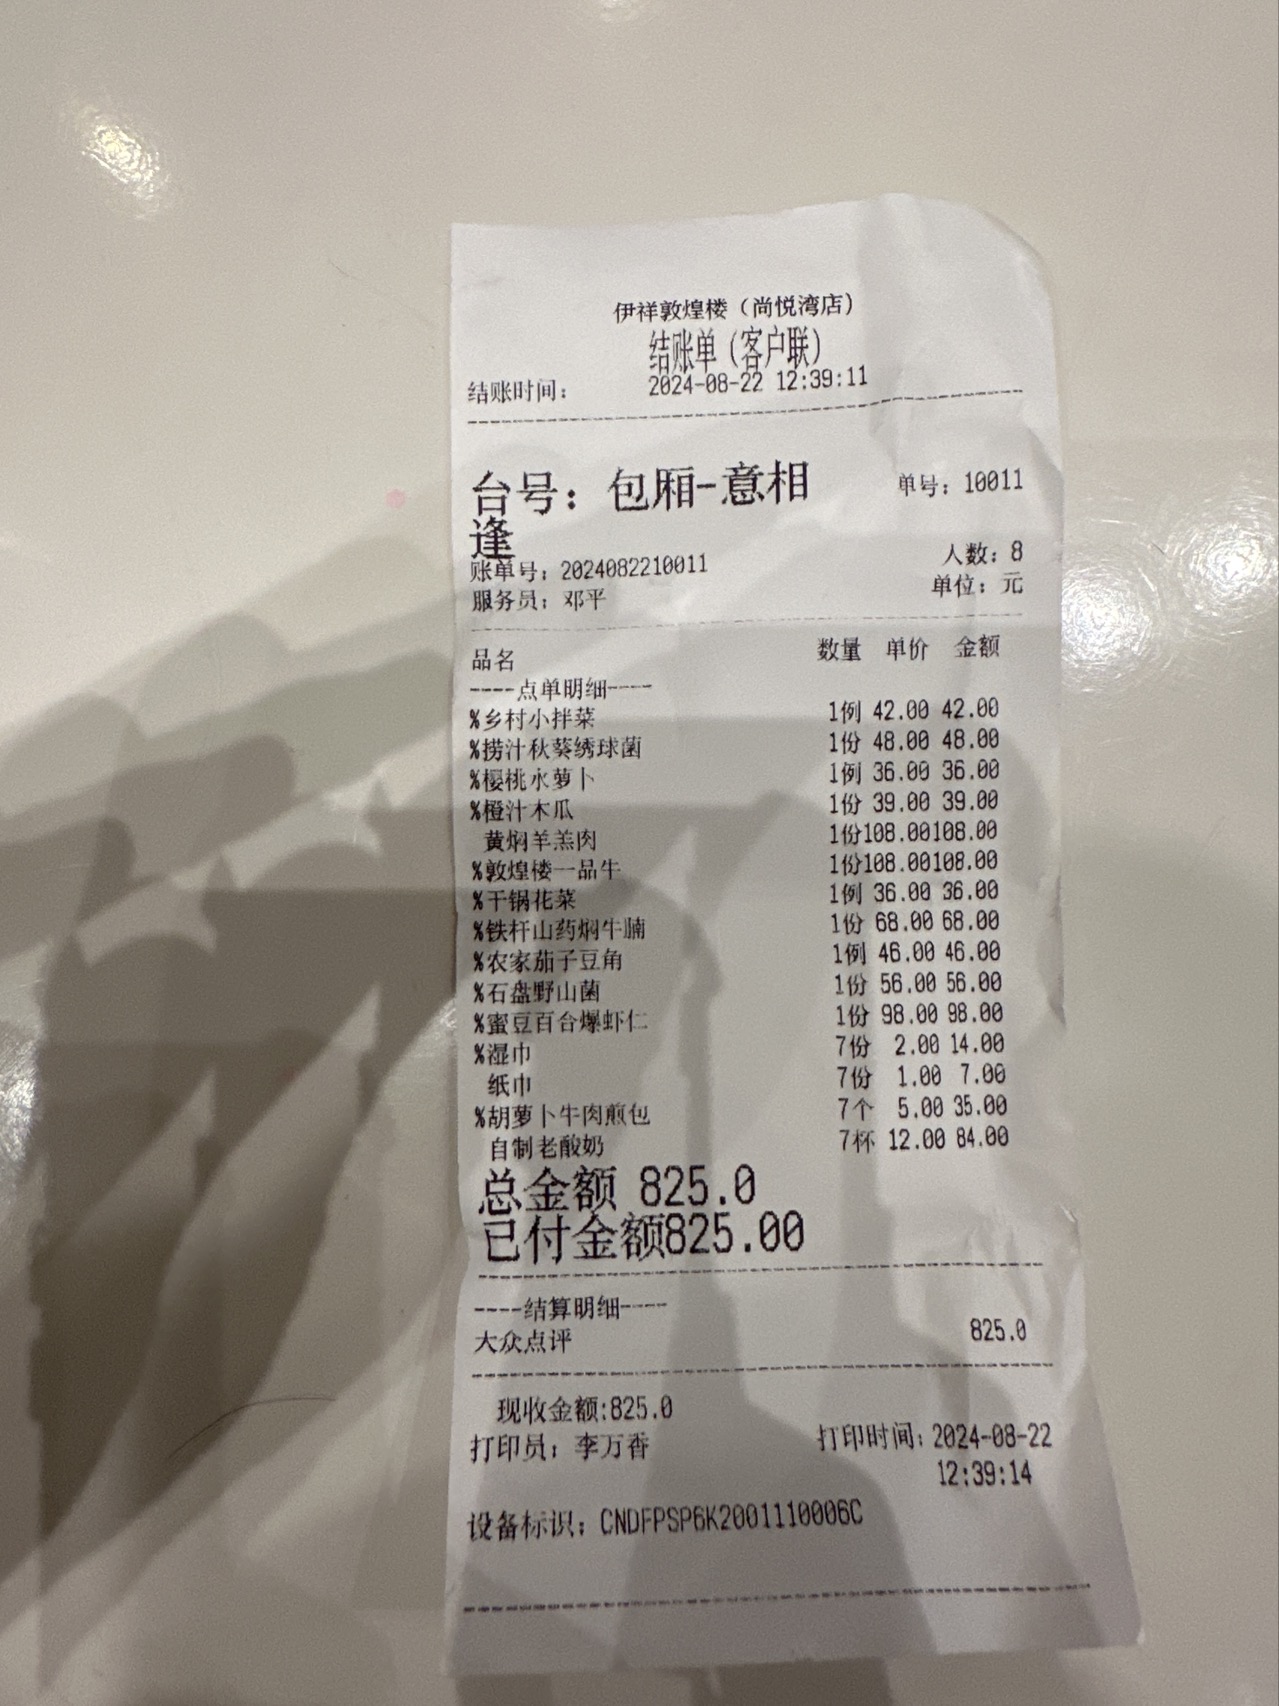 伊祥敦煌楼（尚悦湾店）
结账单（客户联）
结账时间： 2024-08-22 12:39:11
台号：包厢-意相逢 单号：10011
账单号：2024082210011 人数：8
服务员：邓平 单位：元
品名 数量 单价 金额
----点单明细----
%乡村小拌菜 1例 42.00 42.00
%捞汁秋葵绣球菌 1份 48.00 48.00
%樱桃水萝卜 1例 36.00 36.00
%橙汁木瓜 1份 39.00 39.00
黄焖羊羔肉 1份108.00108.00
%敦煌楼一品牛 1份108.00108.00
%干锅花菜 1例 36.00 36.00
%铁杆山药焖牛腩 1份 68.00 68.00
%农家茄子豆角 1例 46.00 46.00
%石盘野山菌 1份 56.00 56.00
%蜜豆百合爆虾仁 1份 98.00 98.00
%湿巾 7份 2.00 14.00
纸巾 7份 1.00 7.00
%胡萝卜牛肉煎包 7个 5.00 35.00
自制老酸奶 7杯 12.00 84.00
总金额 825.0
已付金额825.00
----结算明细----
大众点评 825.0
现收金额:825.0
打印员：李万香 打印时间：2024-08-22
12:39:14
设备标识：CNDFPSP6K2001110006C